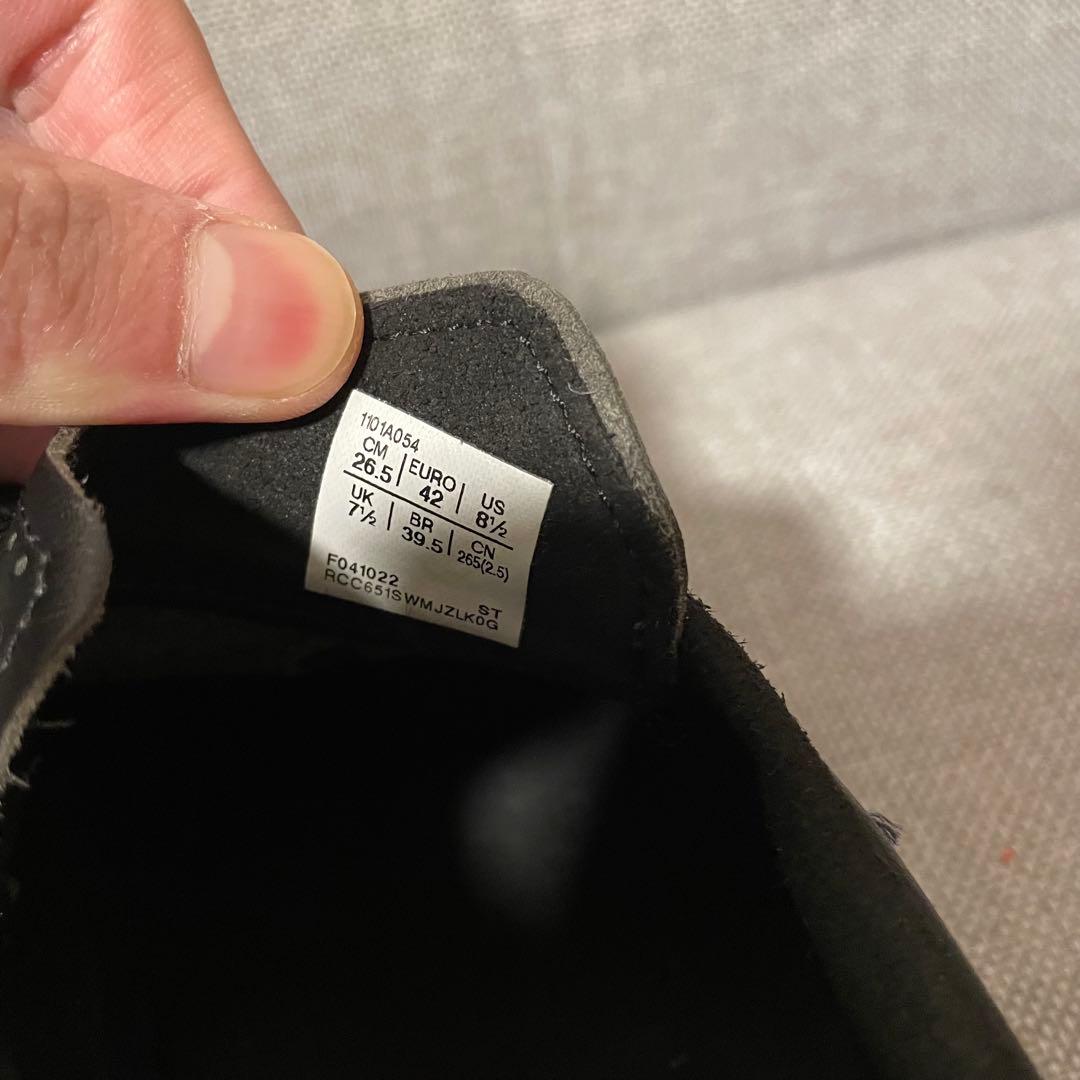 1101A054
CM 26.5 | EURO 42 | US 8½
UK 7½ | BR 39.5 | CN 265(2.5)
F041022 ST
RCC651SWMJZLK0G